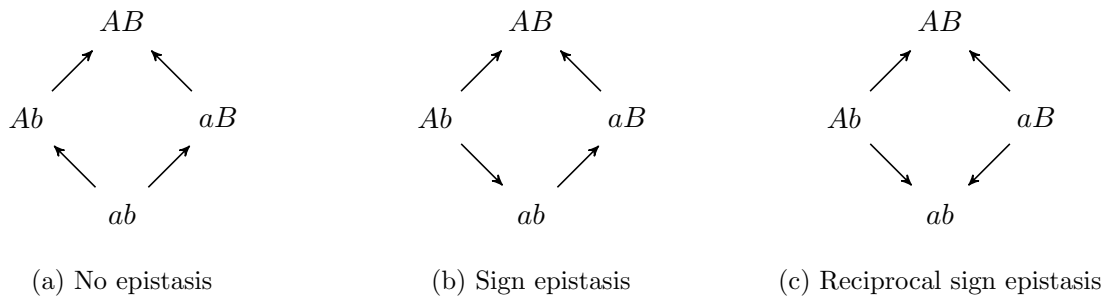 AB AB AB
Ab aB Ab aB Ab aB
ab ab ab
(a) No epistasis (b) Sign epistasis (c) Reciprocal sign epistasis